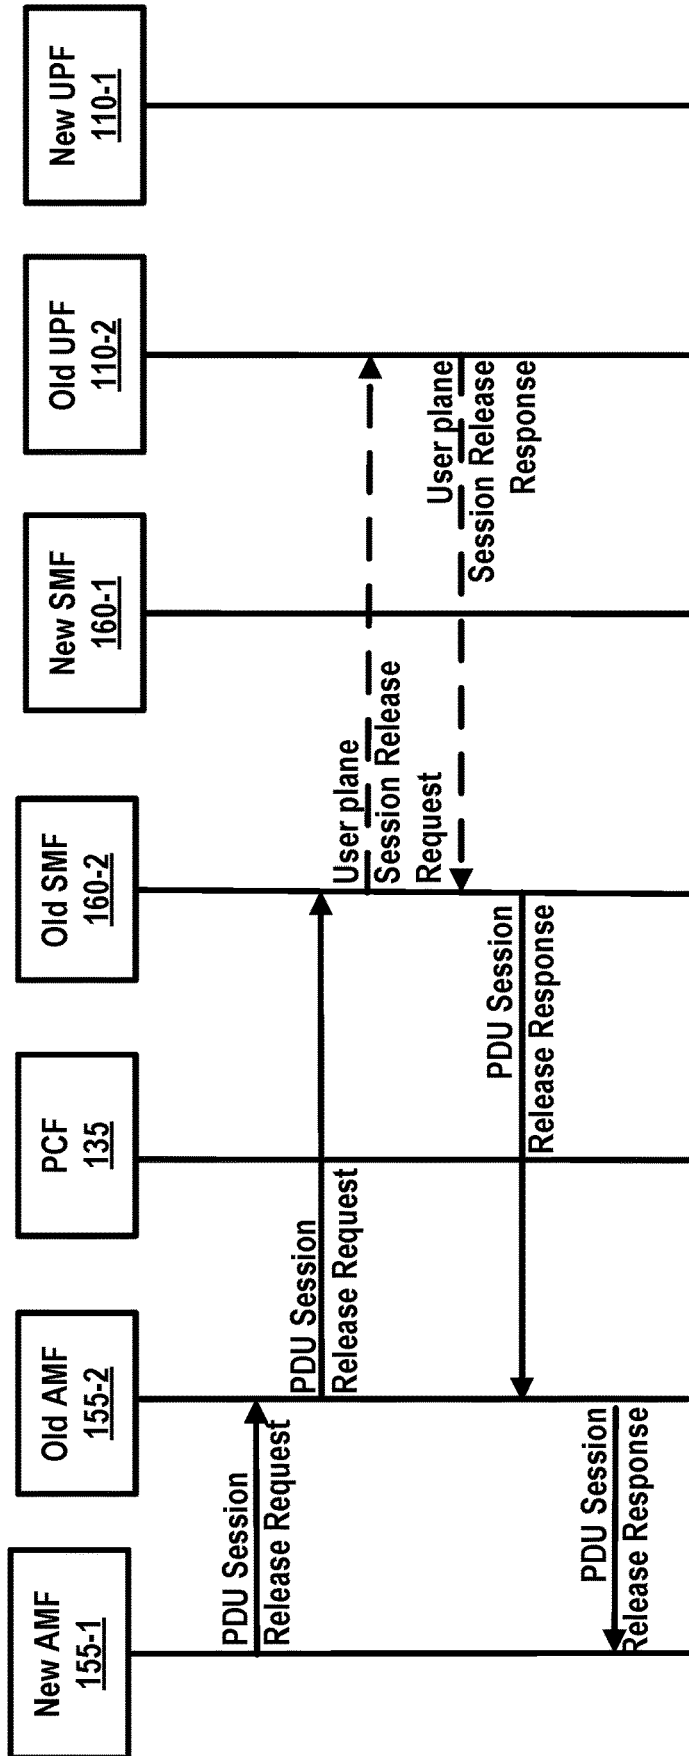 New AMF
155-1
Old AMF
155-2
PCF
135
Old SMF
160-2
New SMF
160-1
Old UPF
110-2
New UPF
110-1
PDU Session
Release Request
PDU Session
Release Request
User plane
Session Release
Request
User plane
Session Release
Response
PDU Session
Release Response
PDU Session
Release Response